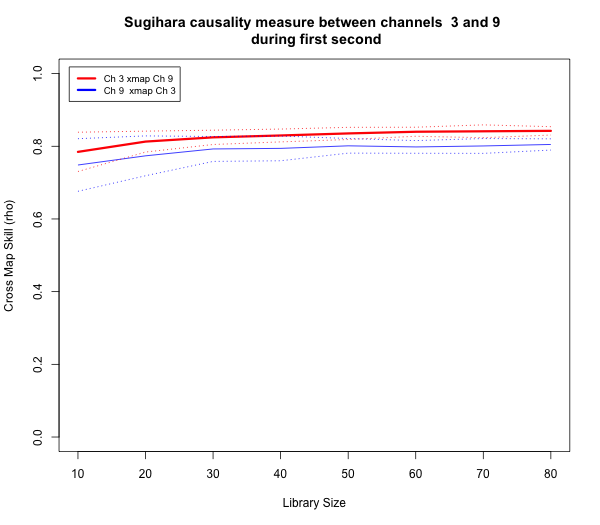 Sugihara causality measure between channels  3 and 9
during first second
Ch 3 xmap Ch 9
Ch 9  xmap Ch 3
1.0
0.8
0.6
0.4
0.2
0.0
Cross Map Skill (rho)
10 20 30 40 50 60 70 80
Library Size